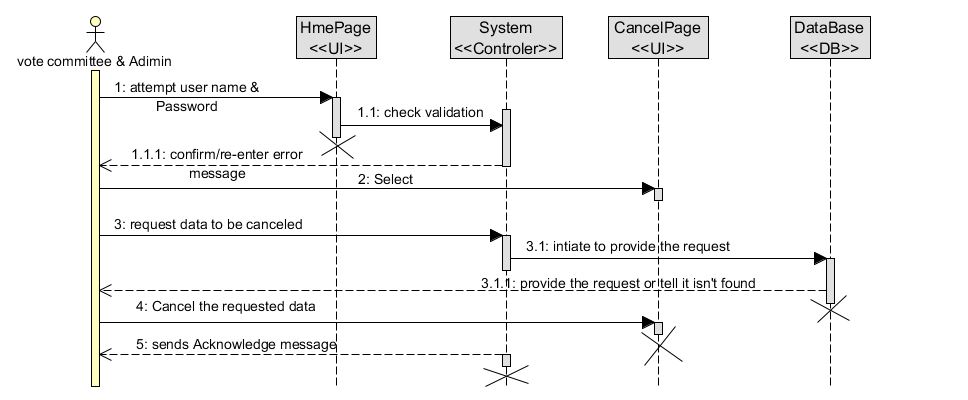 HmePage
<<UI>>
System
<<Controler>>
CancelPage
<<UI>>
DataBase
<<DB>>
vote committee & Adimin
1: attempt user name &
Password
1.1: check validation
1.1.1: confirm/re-enter error
message
2: Select
3: request data to be canceled
3.1: intiate to provide the request
3.1.1: provide the request or tell it isn't found
4: Cancel the requested data
5: sends Acknowledge message